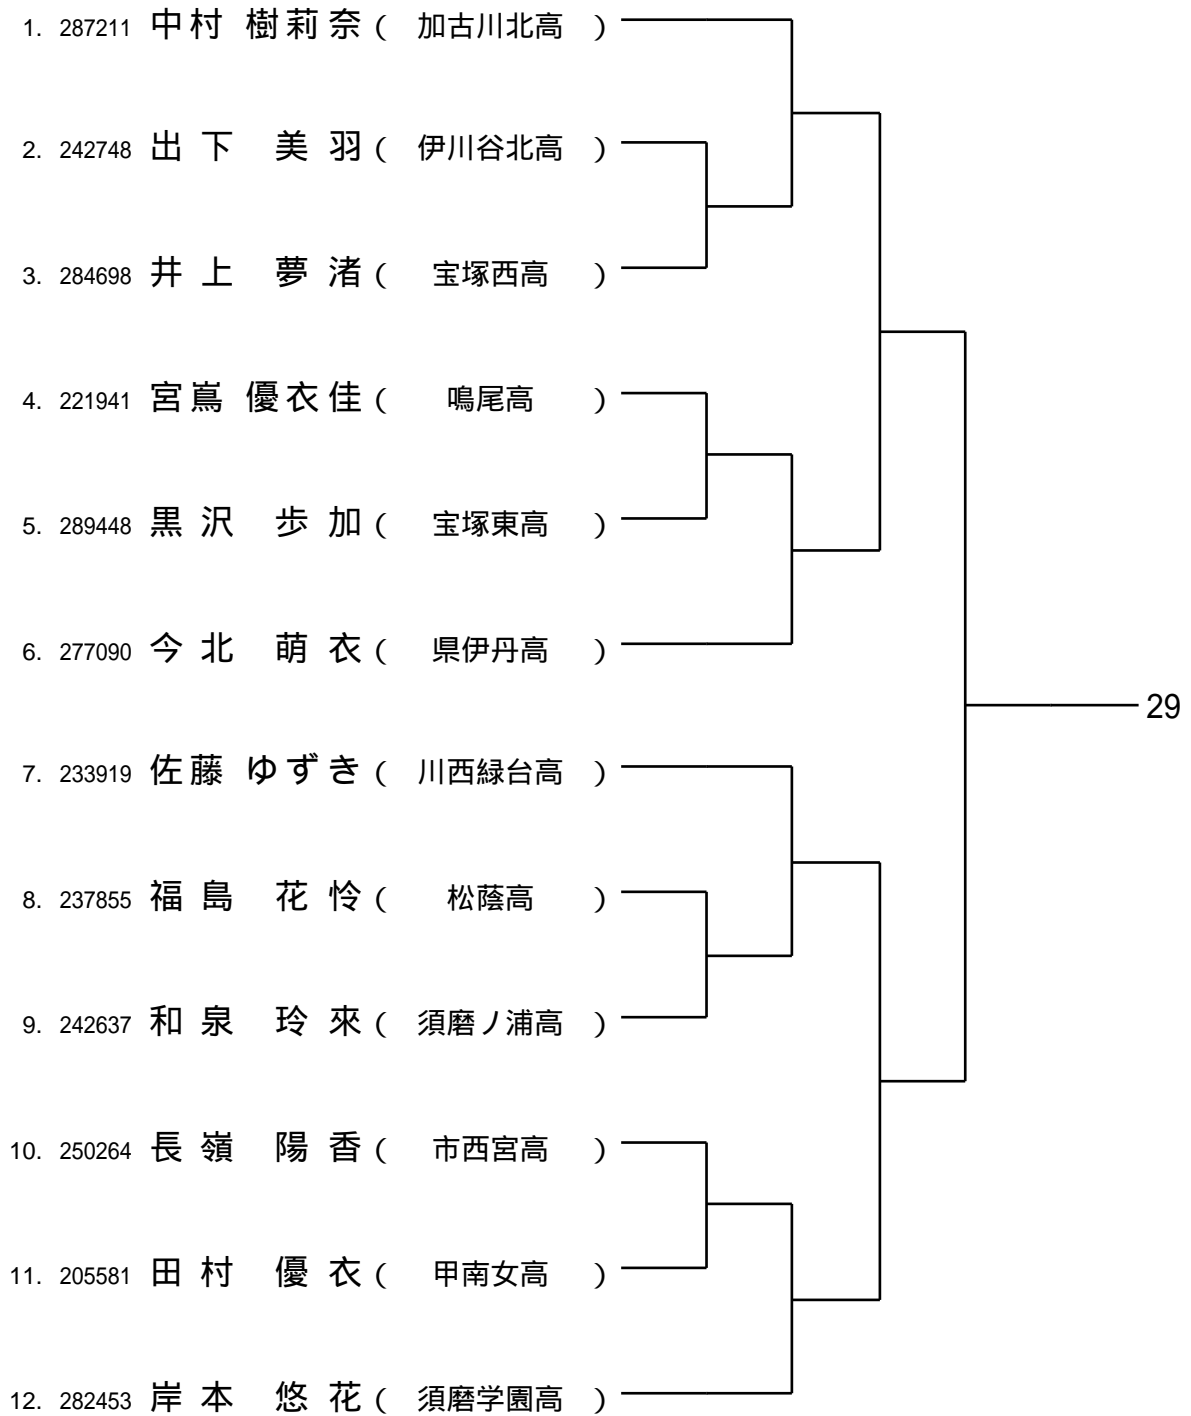 1. 287211 中村 樹莉奈 ( 加古川北高 )
2. 242748 出下 美羽 ( 伊川谷北高 )
3. 284698 井上 夢渚 ( 宝塚西高 )
4. 221941 宮嶌 優衣佳 ( 鳴尾高 )
5. 289448 黒沢 歩加 ( 宝塚東高 )
6. 277090 今北 萌衣 ( 県伊丹高 )
29
7. 233919 佐藤 ゆずき ( 川西緑台高 )
8. 237855 福島 花怜 ( 松蔭高 )
9. 242637 和泉 玲來 ( 須磨ノ浦高 )
10. 250264 長嶺 陽香 ( 市西宮高 )
11. 205581 田村 優衣 ( 甲南女高 )
12. 282453 岸本 悠花 ( 須磨学園高 )